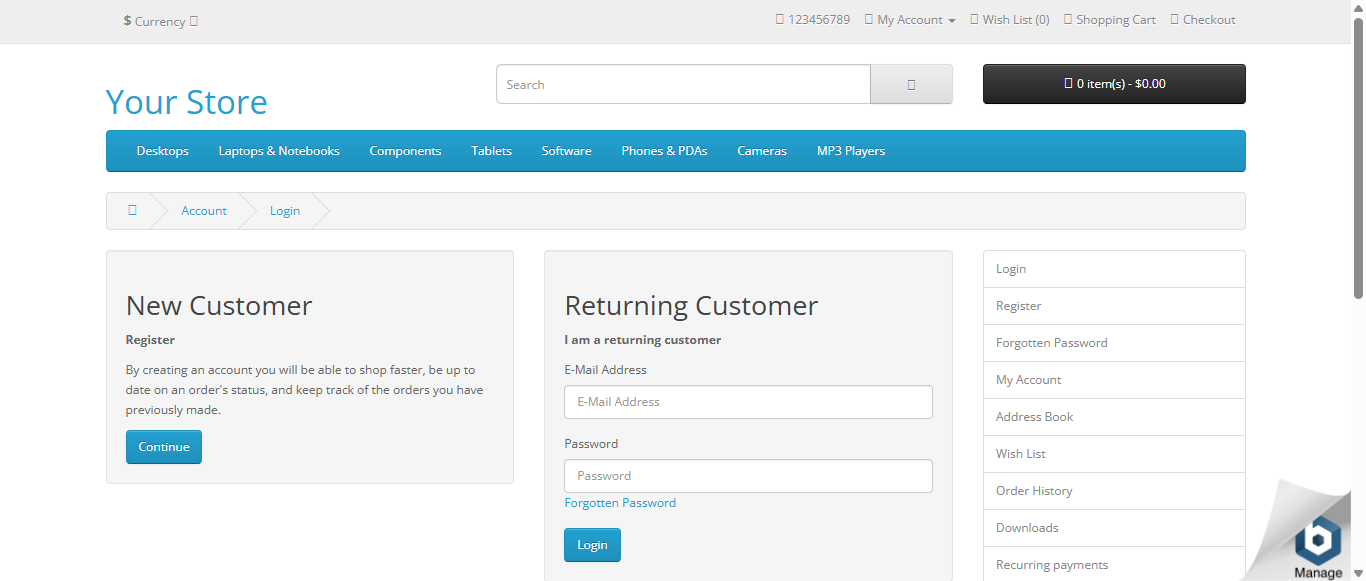 $ Currency
123456789 My Account Wish List (0) Shopping Cart Checkout
Your Store
Search
0 item(s) - $0.00
Desktops Laptops & Notebooks Components Tablets Software Phones & PDAs Cameras MP3 Players
Account Login
New Customer
Register
By creating an account you will be able to shop faster, be up to
date on an order's status, and keep track of the orders you have
previously made.
Continue
Returning Customer
I am a returning customer
E-Mail Address
E-Mail Address
Password
Password
Forgotten Password
Login
Login
Register
Forgotten Password
My Account
Address Book
Wish List
Order History
Downloads
Recurring payments
b
Manage